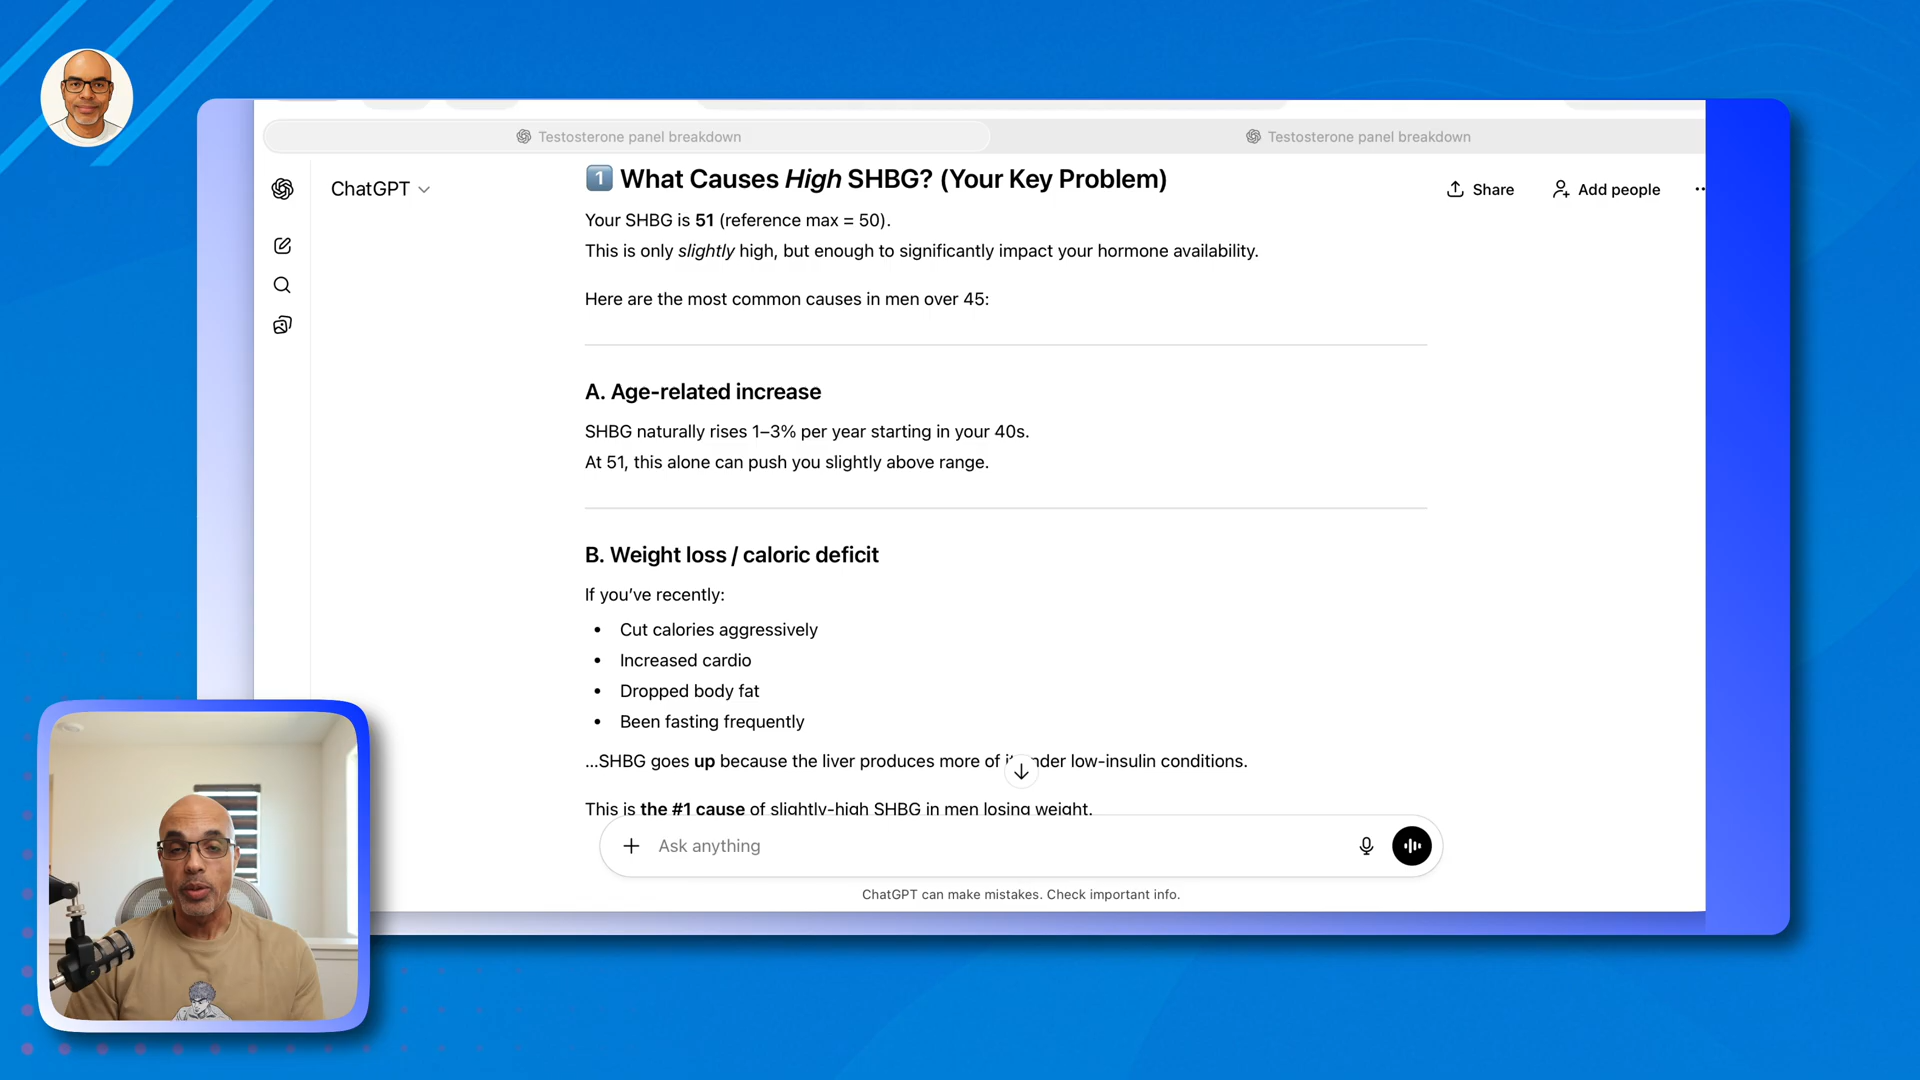 Testosterone panel breakdown
Testosterone panel breakdown
ChatGPT
Share
Add people
1 What Causes High SHBG? (Your Key Problem)
Your SHBG is 51 (reference max = 50).
This is only slightly high, but enough to significantly impact your hormone availability.
Here are the most common causes in men over 45:
A. Age-related increase
SHBG naturally rises 1–3% per year starting in your 40s.
At 51, this alone can push you slightly above range.
B. Weight loss / caloric deficit
If you’ve recently:
• Cut calories aggressively
• Increased cardio
• Dropped body fat
• Been fasting frequently
...SHBG goes up because the liver produces more of it under low-insulin conditions.
This is the #1 cause of slightly-high SHBG in men losing weight.
Ask anything
ChatGPT can make mistakes. Check important info.